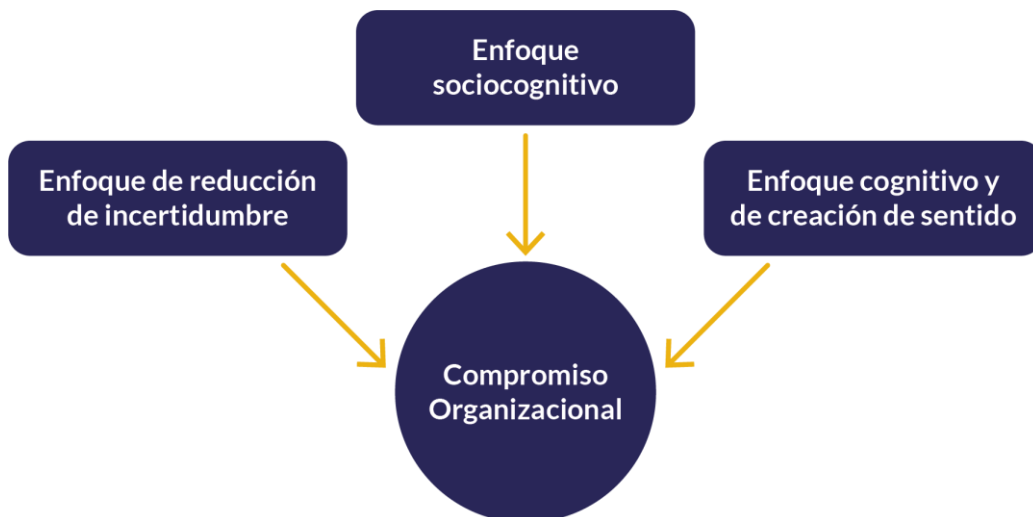 Enfoque
sociocognitivo
Enfoque de reducción
de incertidumbre
Enfoque cognitivo y
de creación de sentido
Compromiso
Organizacional